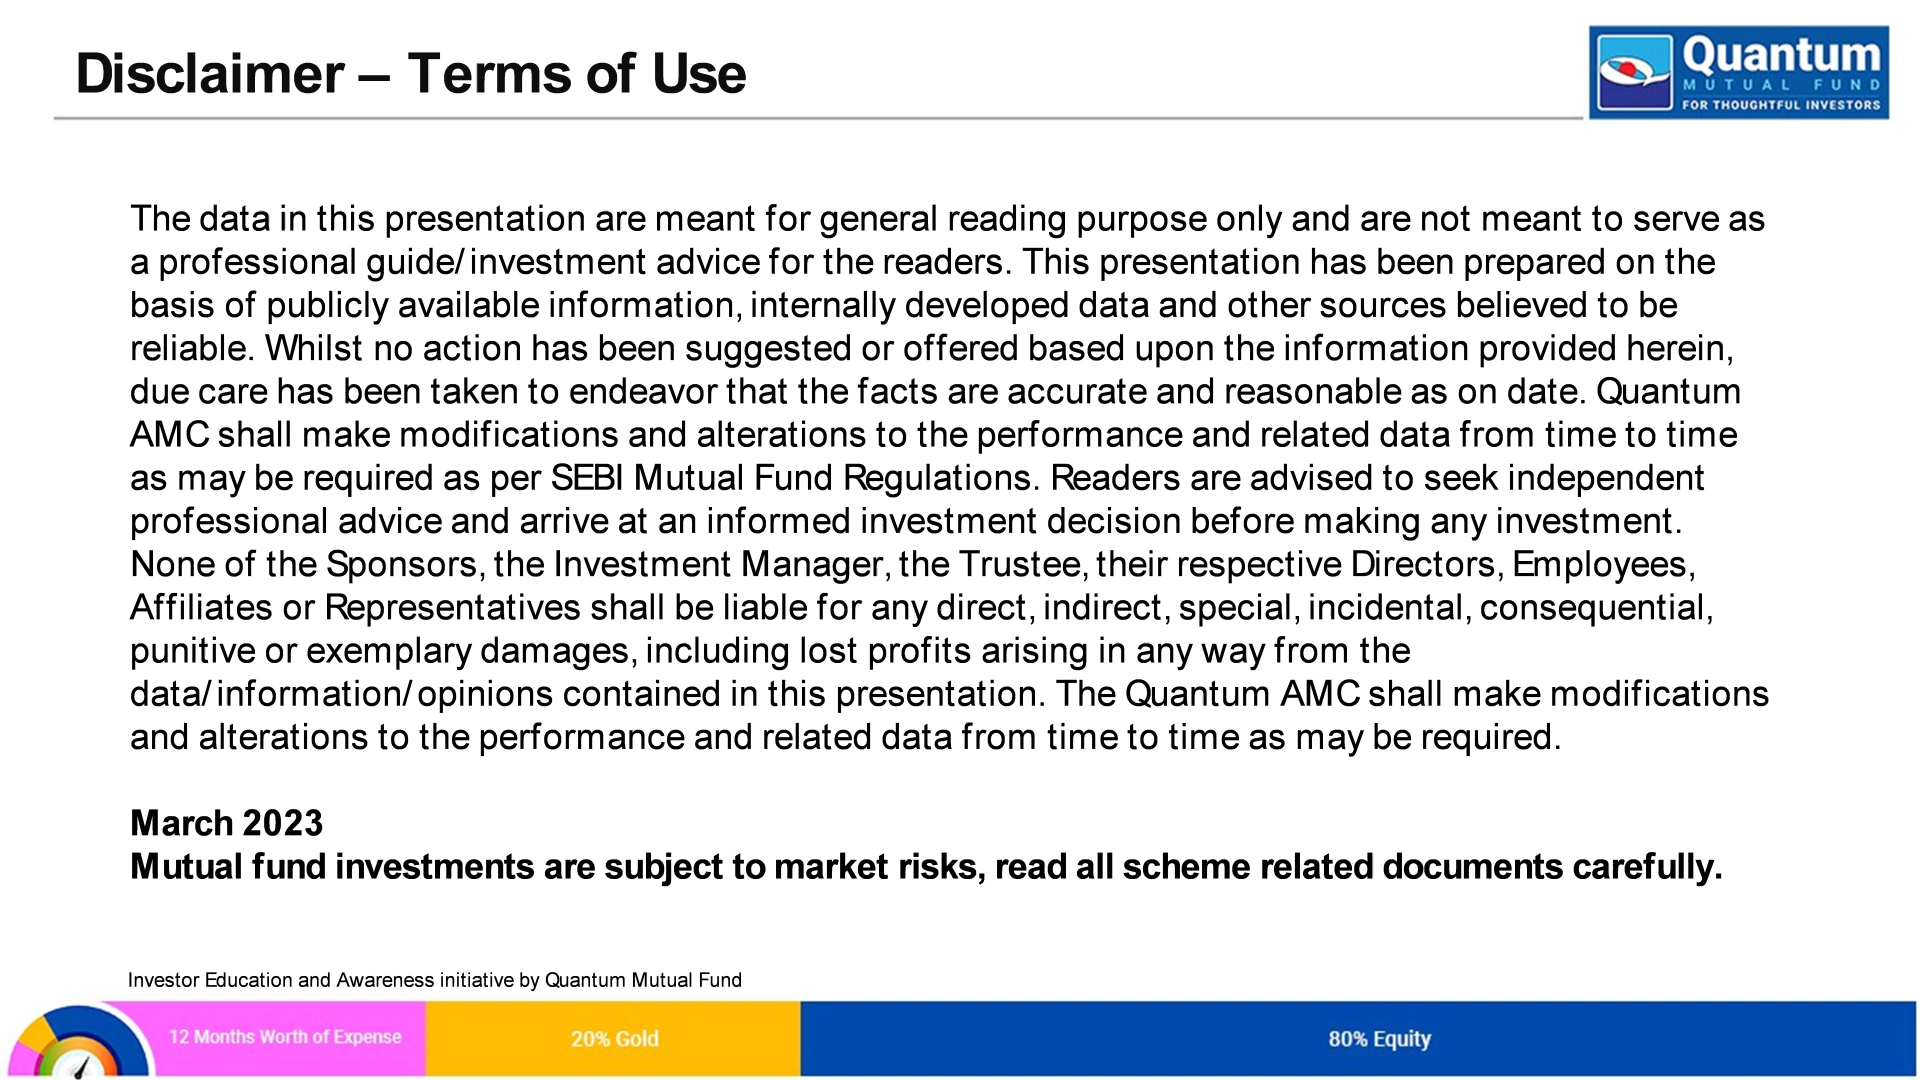 Disclaimer – Terms of Use
Quantum
MUTUAL FUND
FOR THOUGHTFUL INVESTORS
The data in this presentation are meant for general reading purpose only and are not meant to serve as
a professional guide/investment advice for the readers. This presentation has been prepared on the
basis of publicly available information, internally developed data and other sources believed to be
reliable. Whilst no action has been suggested or offered based upon the information provided herein,
due care has been taken to endeavor that the facts are accurate and reasonable as on date. Quantum
AMC shall make modifications and alterations to the performance and related data from time to time
as may be required as per SEBI Mutual Fund Regulations. Readers are advised to seek independent
professional advice and arrive at an informed investment decision before making any investment.
None of the Sponsors, the Investment Manager, the Trustee, their respective Directors, Employees,
Affiliates or Representatives shall be liable for any direct, indirect, special, incidental, consequential,
punitive or exemplary damages, including lost profits arising in any way from the
data/information/opinions contained in this presentation. The Quantum AMC shall make modifications
and alterations to the performance and related data from time to time as may be required.
March 2023
Mutual fund investments are subject to market risks, read all scheme related documents carefully.
Investor Education and Awareness initiative by Quantum Mutual Fund
12 Months Worth of Expense
20% Gold
80% Equity